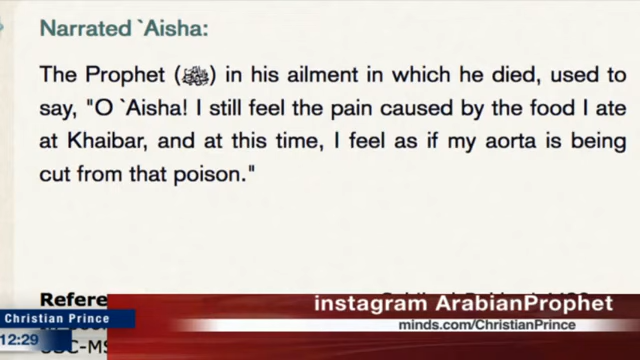 Narrated `Aisha:
The Prophet (ﷺ) in his ailment in which he died, used to
say, "O `Aisha! I still feel the pain caused by the food I ate
at Khaibar, and at this time, I feel as if my aorta is being
cut from that poison."
Refere
instagram ArabianProphet
Christian Prince
minds.com/ChristianPrince
12:29